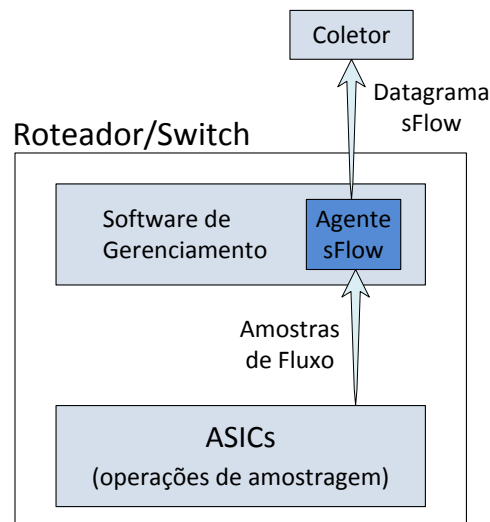 Coletor
Datagrama
sFlow
Roteador/Switch
Software de
Gerenciamento
Agente
sFlow
Amostras
de Fluxo
ASICs
(operações de amostragem)